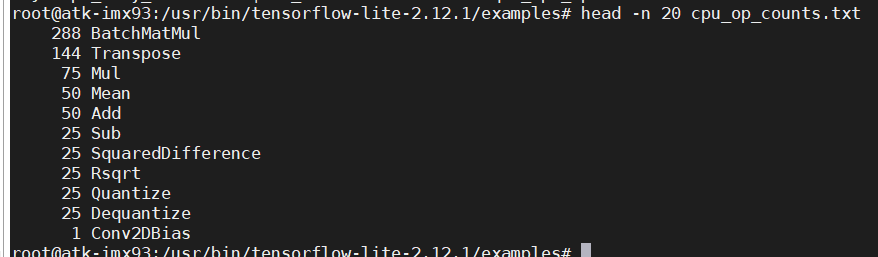 root@atk-imx93:/usr/bin/tensorflow-lite-2.12.1/examples# head -n 20 cpu_op_counts.txt
288 BatchMatMul
144 Transpose
75 Mul
50 Mean
50 Add
25 Sub
25 SquaredDifference
25 Rsqrt
25 Quantize
25 Dequantize
1 Conv2DBias
root@atk-imx93:/usr/bin/tensorflow-lite-2.12.1/examples#